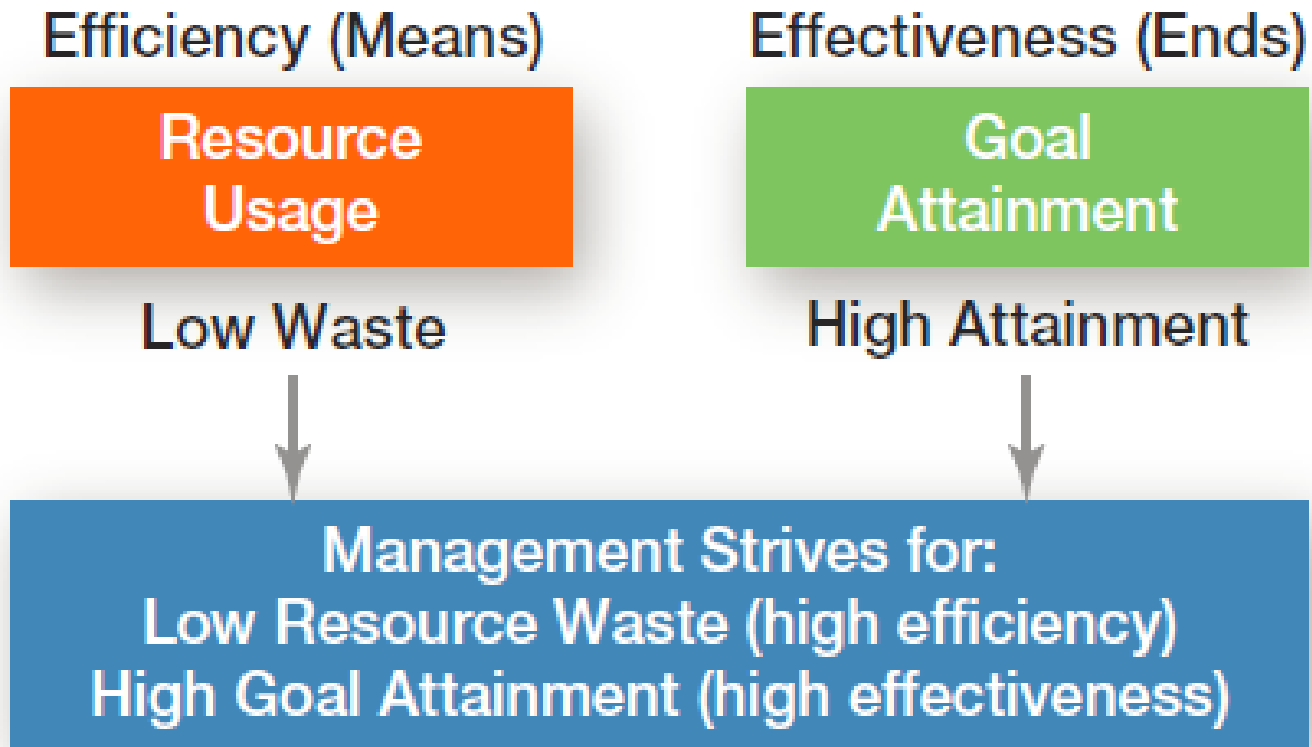 Efficiency (Means)
Resource
Usage
Low Waste
Effectiveness (Ends)
Goal
Attainment
High Attainment
Management Strives for:
Low Resource Waste (high efficiency)
High Goal Attainment (high effectiveness)